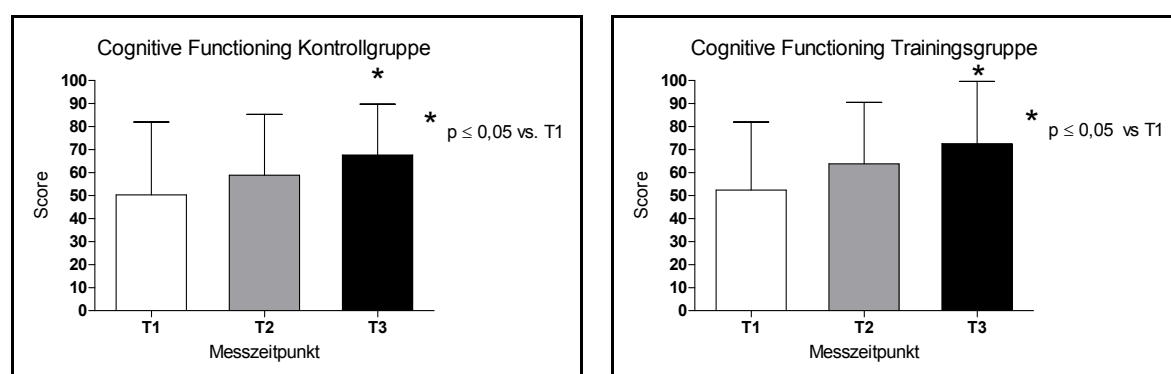 Cognitive Functioning Kontrollgruppe
*
100
90
80
70
60
50
40
30
20
10
0
Score
T1 T2 T3
Messzeitpunkt
* p ≤ 0,05 vs. T1
Cognitive Functioning Trainingsgruppe
*
100
90
80
70
60
50
40
30
20
10
0
Score
T1 T2 T3
Messzeitpunkt
* p ≤ 0,05 vs T1